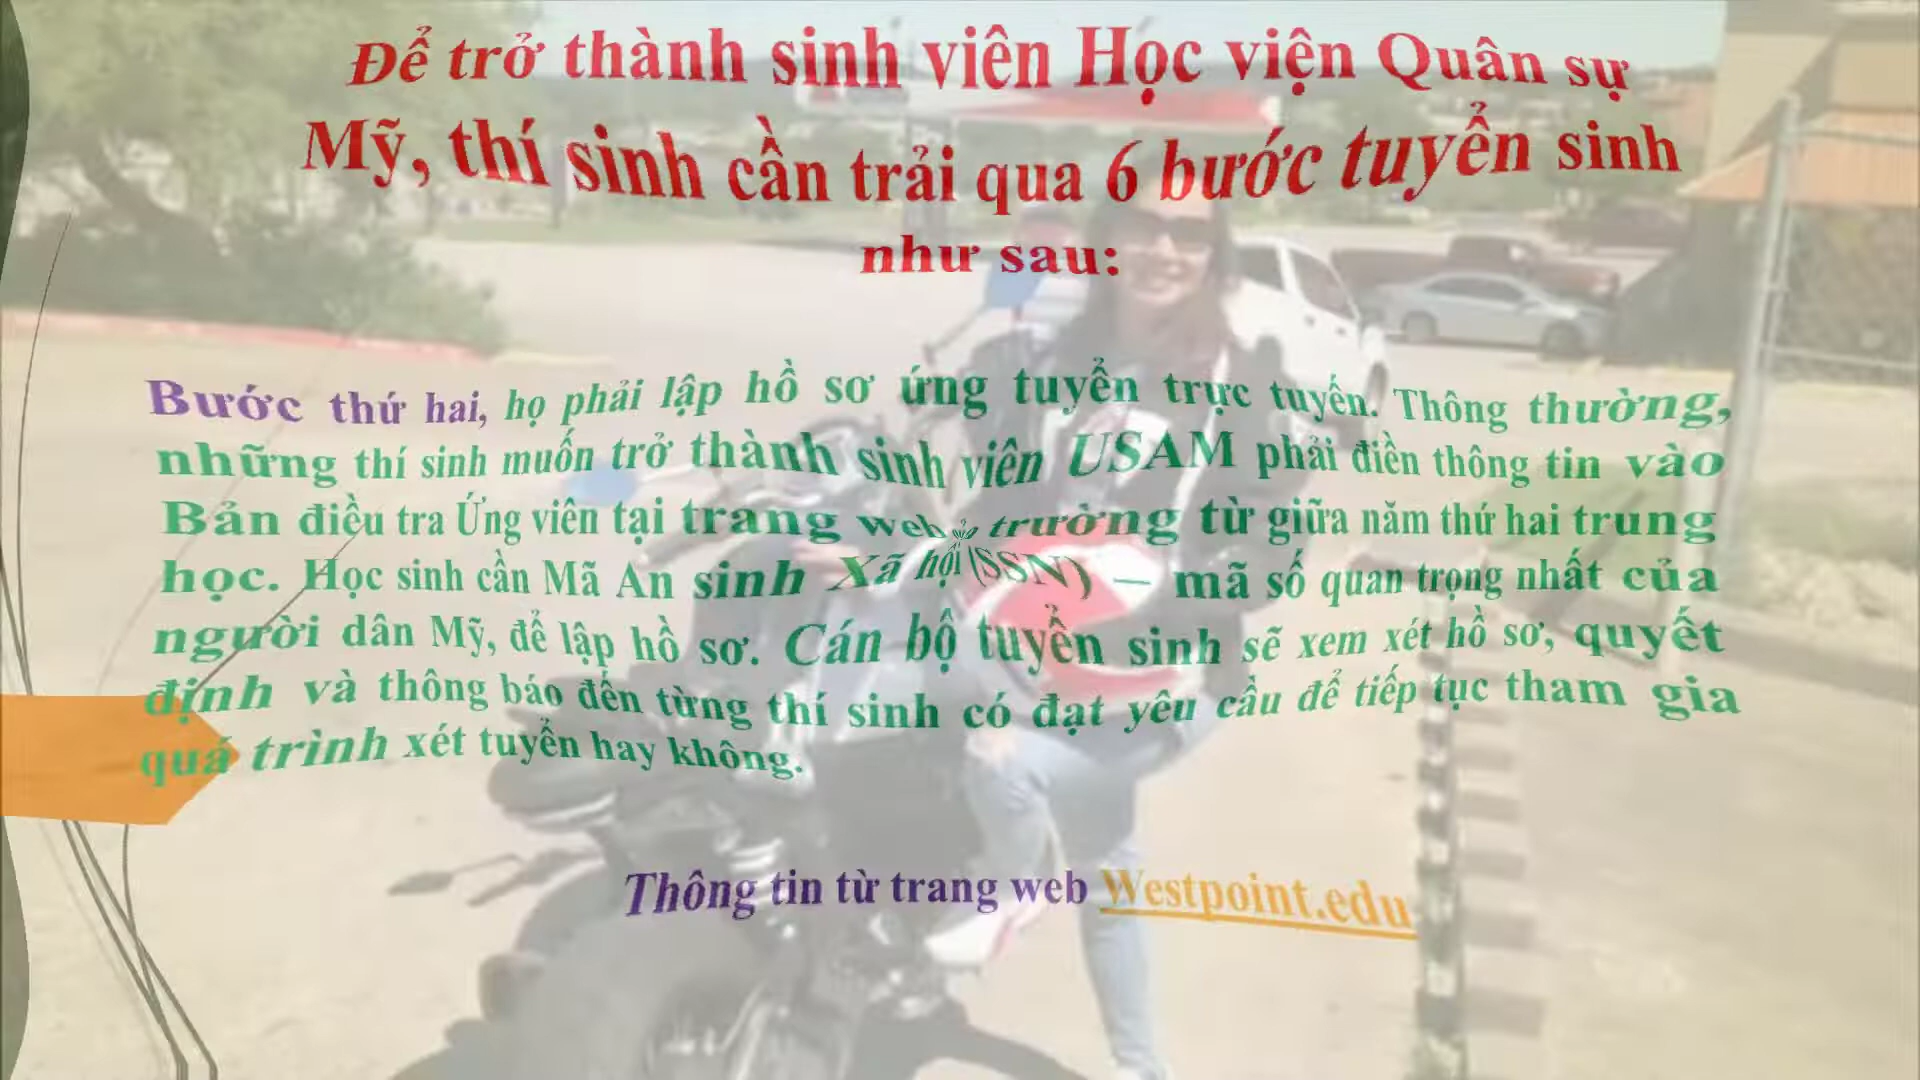 Để trở thành sinh viên Học viện Quân sự
Mỹ, thí sinh cần trải qua 6 bước tuyển sinh
như sau:
Bước thứ hai, họ phải lập hồ sơ ứng tuyển trực tuyến. Thông thường,
những thí sinh muốn trở thành sinh viên USAM phải điền thông tin vào
Bản điều tra Ứng viên tại trang web trường từ giữa năm thứ hai trung
học. Học sinh cần Mã An sinh Xã hội (SSN) – mã số quan trọng nhất của
người dân Mỹ, để lập hồ sơ. Cán bộ tuyển sinh sẽ xem xét hồ sơ, quyết
định và thông báo đến từng thí sinh có đạt yêu cầu để tiếp tục tham gia
quá trình xét tuyển hay không.
Thông tin từ trang web Westpoint.edu